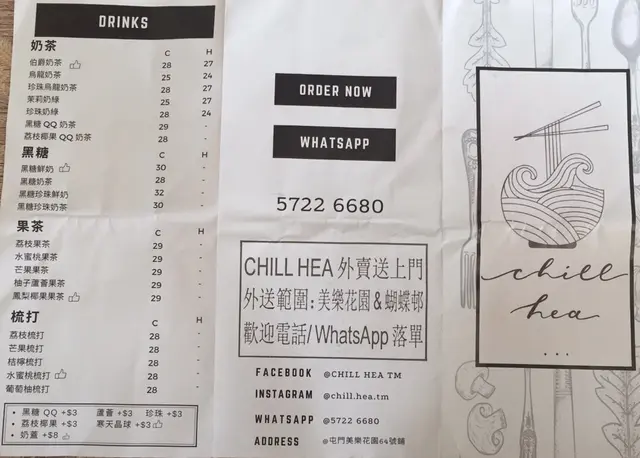 DRINKS
奶茶 C H
伯爵奶茶 28 27
烏龍奶茶 25 24
珍珠烏龍奶茶 28 27
茉莉奶綠 25 27
珍珠奶綠 28 24
黑糖 QQ 奶茶 29 -
荔枝椰果 QQ 奶茶 28 -
黑糖 C H
黑糖鮮奶 30 -
黑糖奶茶 28 -
黑糖珍珠鮮奶 32 -
黑糖珍珠奶茶 30 -
果茶 C H
荔枝果茶 29 -
水蜜桃果茶 29 -
芒果果茶 29 -
柚子蘆薈果茶 29 -
鳳梨椰果果茶 29 -
梳打 C H
荔枝梳打 28 -
芒果梳打 28 -
桔檸梳打 28 -
水蜜桃梳打 28 -
葡萄柚梳打 28 -
• 黑糖 QQ +$3 蘆薈 +$3 珍珠 +$3
• 荔枝椰果 +$3 寒天晶球 +$3
• 奶蓋 +$8
ORDER NOW
WHATSAPP
5722 6680
CHILL HEA 外賣送上門
外送範圍 : 美樂花園 & 蝴蝶邨
歡迎電話/ WhatsApp 落單
FACEBOOK @CHILL HEA TM
INSTAGRAM @chill.hea.tm
WHATSAPP @5722 6680
ADDRESS @屯門美樂花園64號舖
chill
hea
...